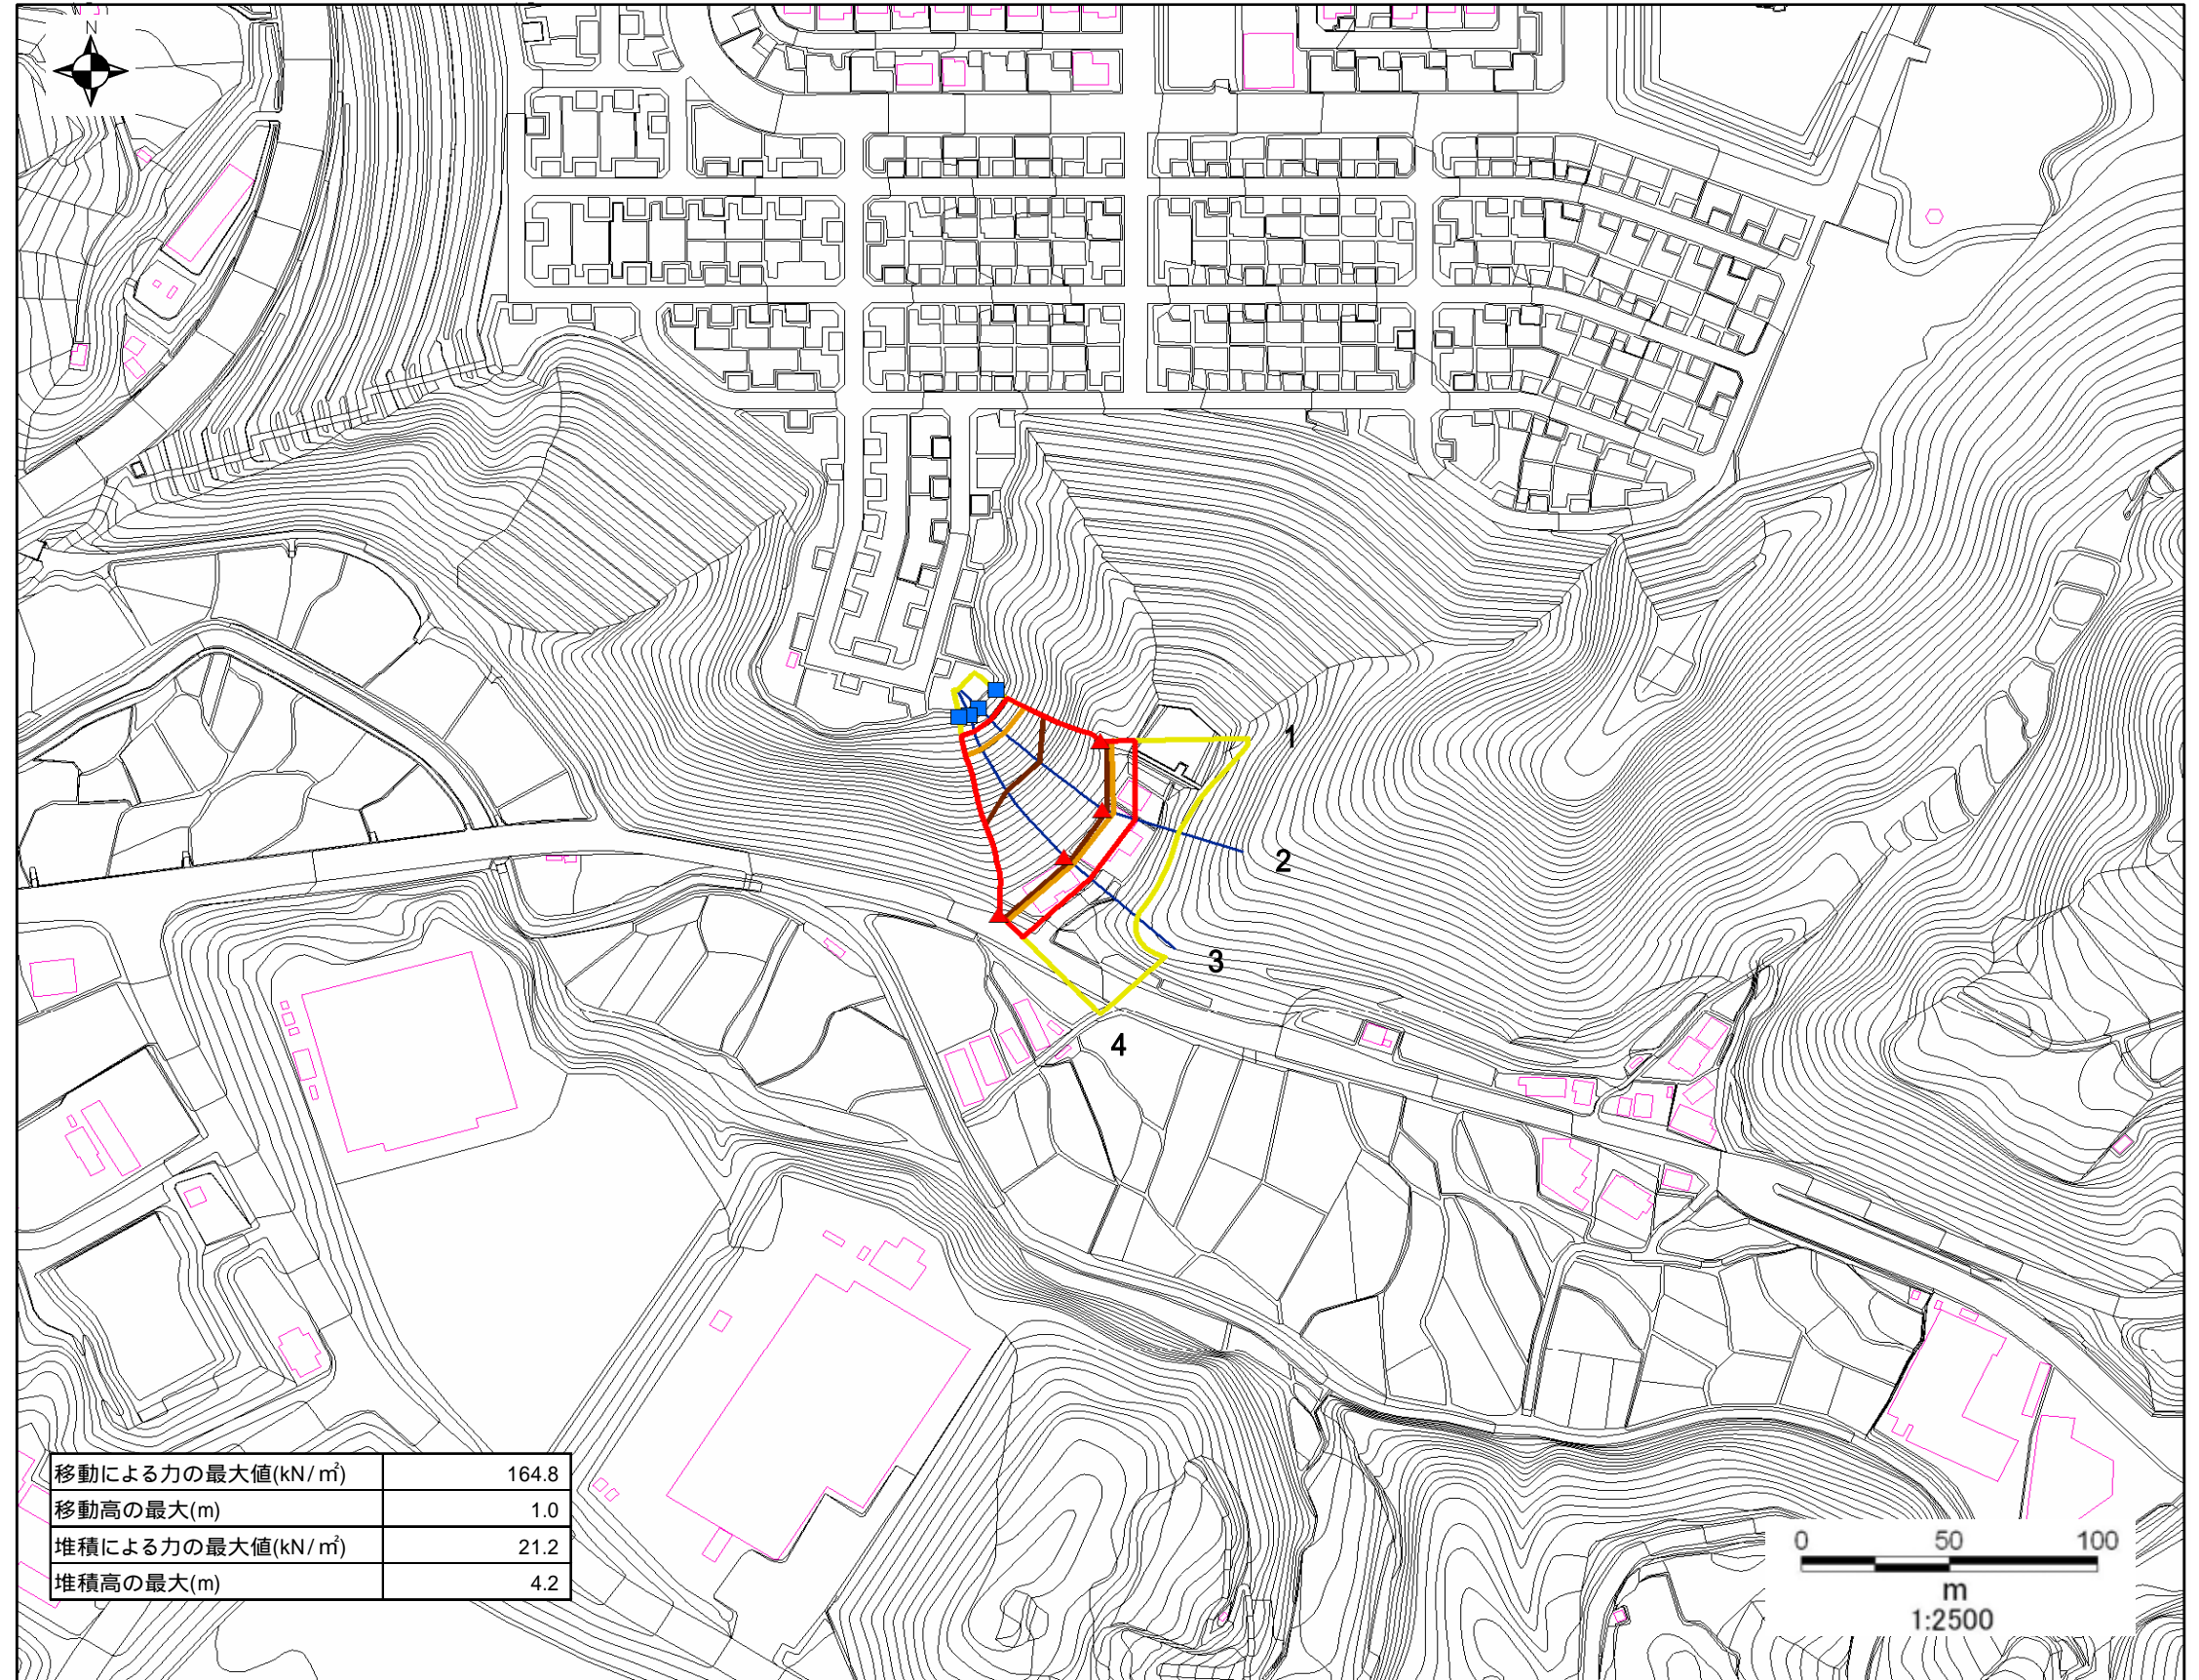 N
1
2
3
4
移動による力の最大値(kN/㎡) 164.8
移動高の最大(m) 1.0
堆積による力の最大値(kN/㎡) 21.2
堆積高の最大(m) 4.2
0 50 100
m
1:2500